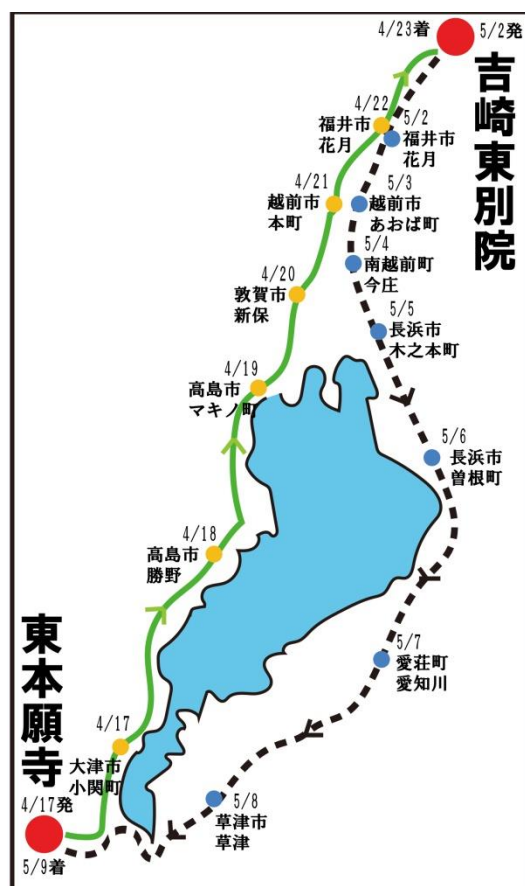 4/23着
5/2発
吉崎東別院
4/22
福井市
花月
5/2
福井市
花月
4/21
越前市
本町
5/3
越前市
あおば町
5/4
南越前町
今庄
4/20
敦賀市
新保
5/5
長浜市
木之本町
4/19
高島市
マキノ町
5/6
長浜市
曽根町
4/18
高島市
勝野
5/7
愛荘町
愛知川
東本願寺
4/17
大津市
小関町
5/8
草津市
草津
4/17発
5/9着